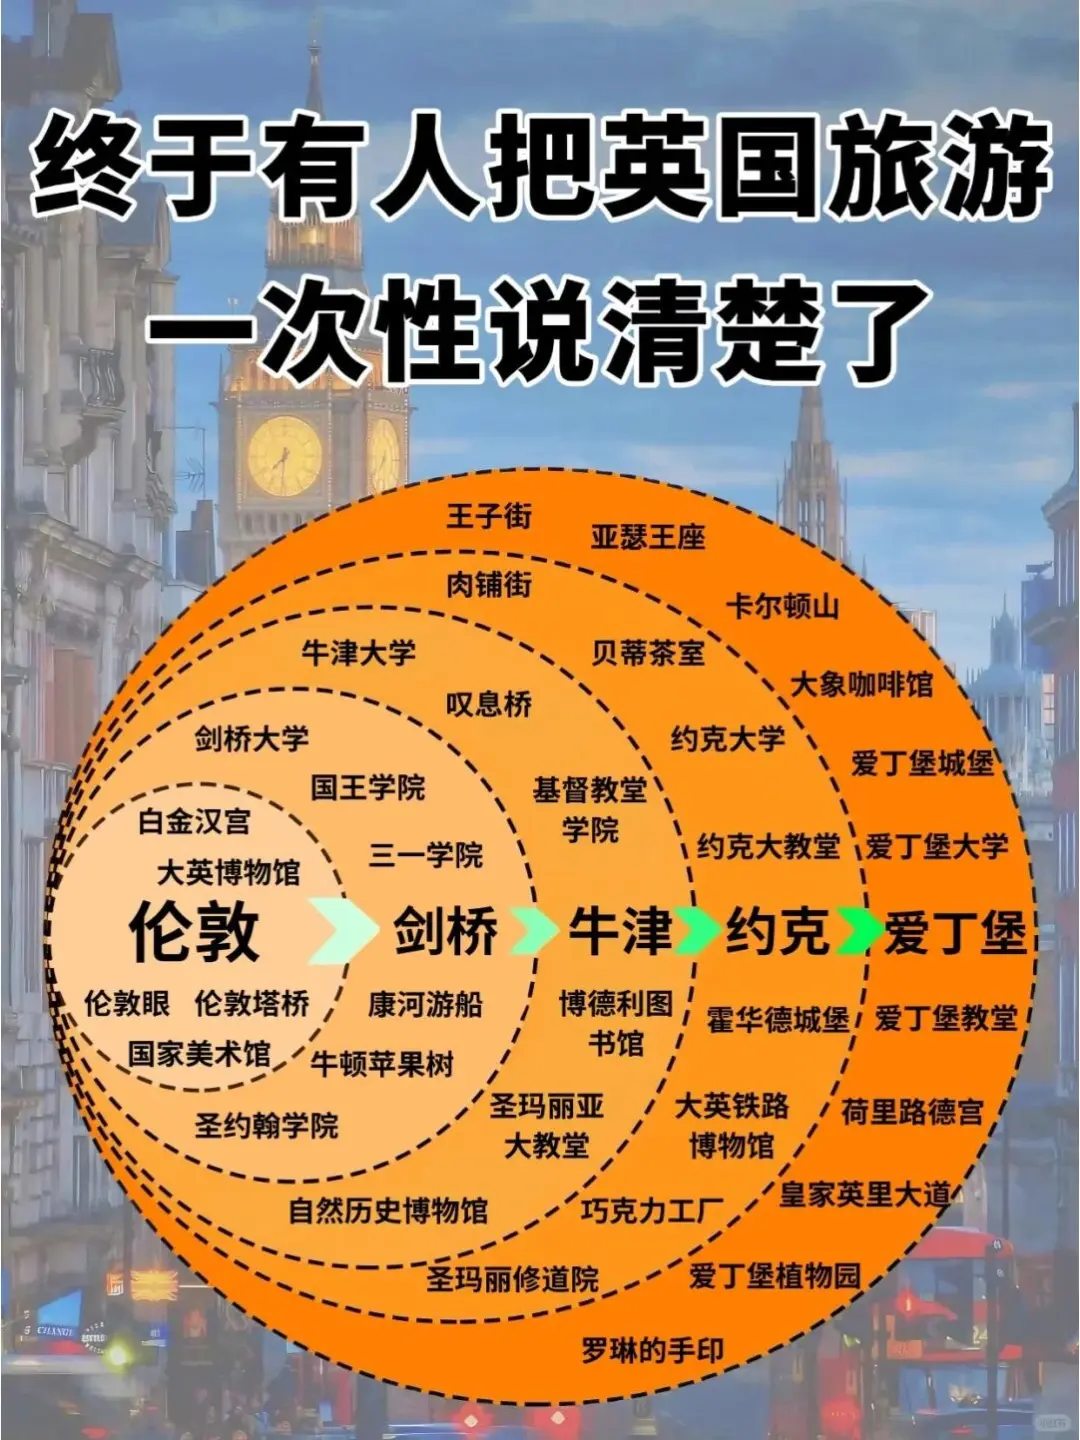 终于有人把英国旅游
一次性说清楚了
王子街
亚瑟王座
肉铺街
卡尔顿山
牛津大学
贝蒂茶室
大象咖啡馆
叹息桥
剑桥大学
约克大学
爱丁堡城堡
国王学院
基督教堂
学院
白金汉宫
三一学院
约克大教堂
爱丁堡大学
大英博物馆
伦敦
剑桥
牛津
约克
爱丁堡
伦敦眼
伦敦塔桥
康河游船
博德利图
书馆
霍华德城堡
爱丁堡教堂
国家美术馆
牛顿苹果树
圣约翰学院
圣玛丽亚
大教堂
大英铁路
博物馆
荷里路德宫
自然历史博物馆
巧克力工厂
皇家英里大道
圣玛丽修道院
爱丁堡植物园
罗琳的手印
CHANGE
小红书